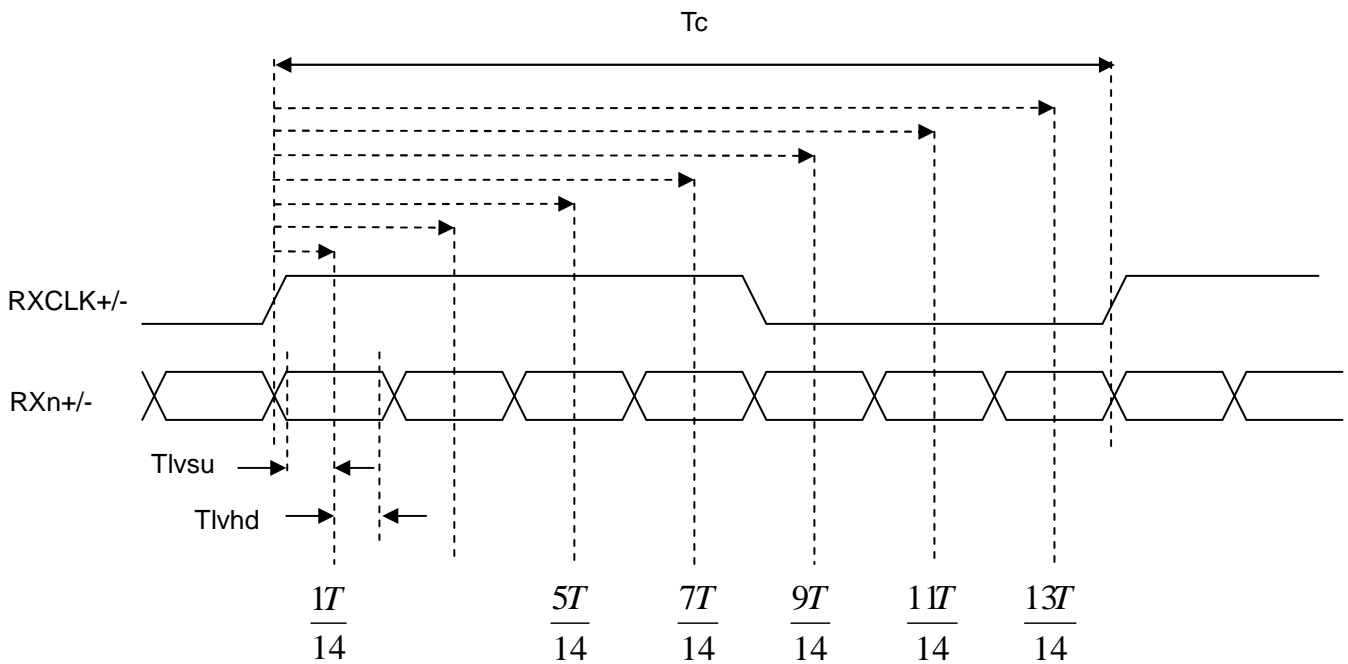 Tc
RXCLK+/-
RXn+/-
Tlvsu
Tlvhd
1T/14 5T/14 7T/14 9T/14 11T/14 13T/14